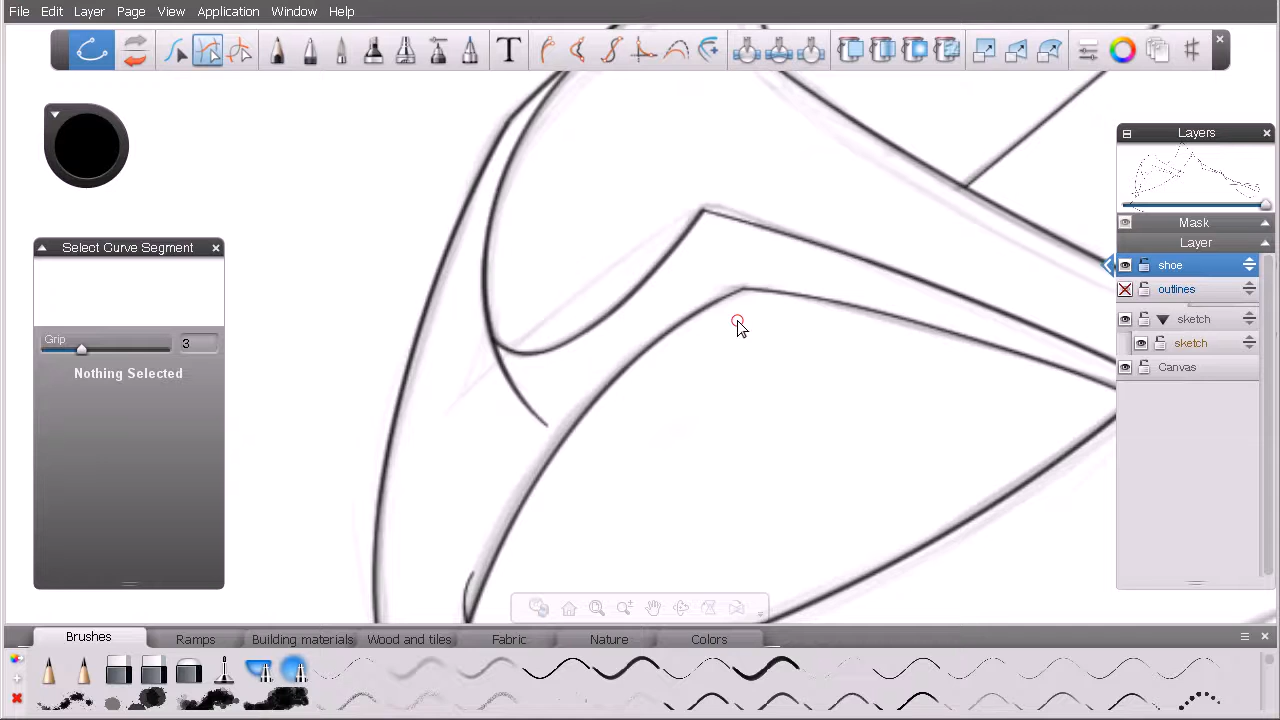 File Edit Layer Page View Application Window Help
T
Layers
Select Curve Segment
Mask
Layer
shoe
outlines
sketch
sketch
Canvas
Grip
3
Nothing Selected
Brushes Ramps Building materials Wood and tiles Fabric Nature Colors